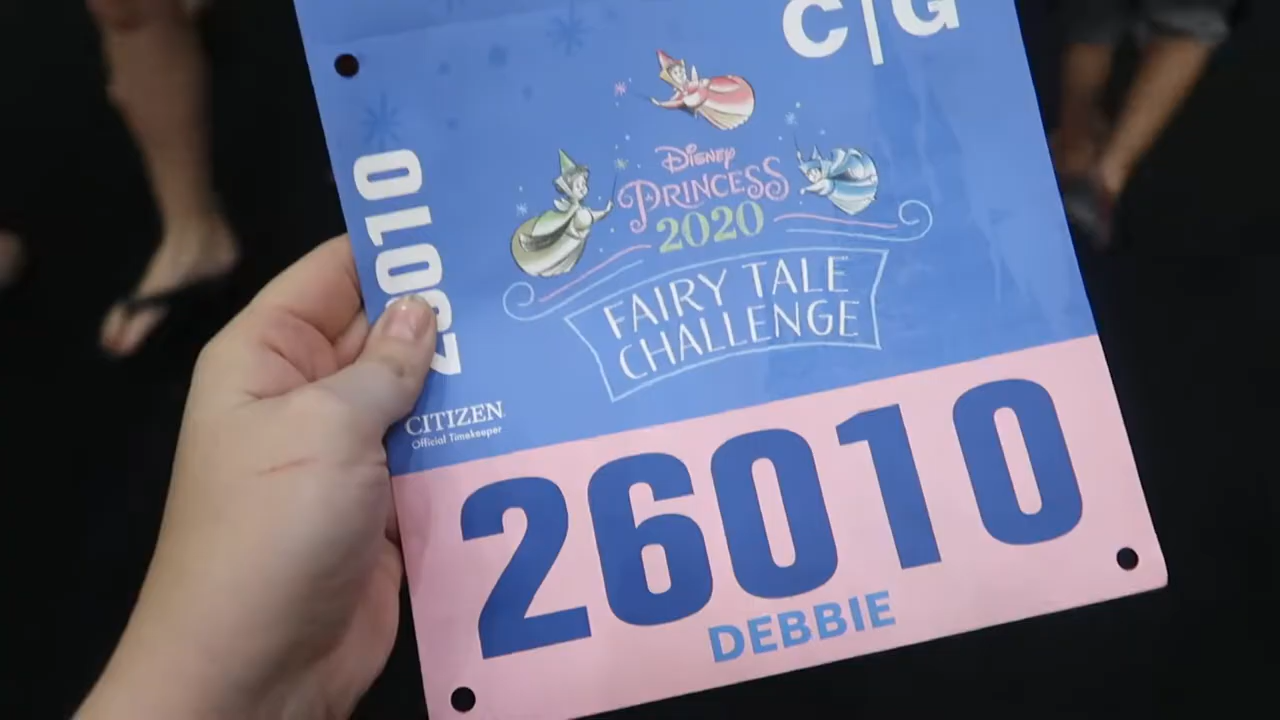 C|G
Disney
PRINCESS
2020
FAIRY TALE
CHALLENGE
26010
CITIZEN
Official Timekeeper
26010
DEBBIE